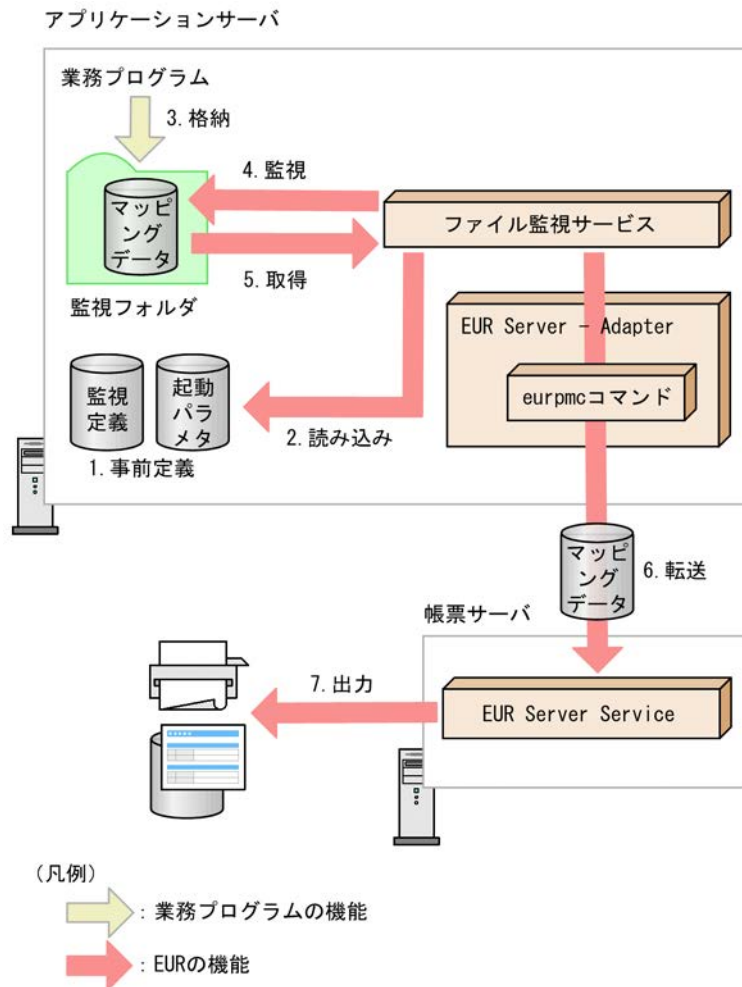 アプリケーションサーバ
業務プログラム
3.格納
4.監視
マッピ
ング
データ
ファイル監視サービス
5.取得
監視フォルダ
EUR Server - Adapter
監視
定義
起動
パラ
メタ
eurpmcコマンド
2.読み込み
1.事前定義
マッピ
ング
データ
6.転送
帳票サーバ
7.出力
EUR Server Service
(凡例)
: 業務プログラムの機能
: EURの機能